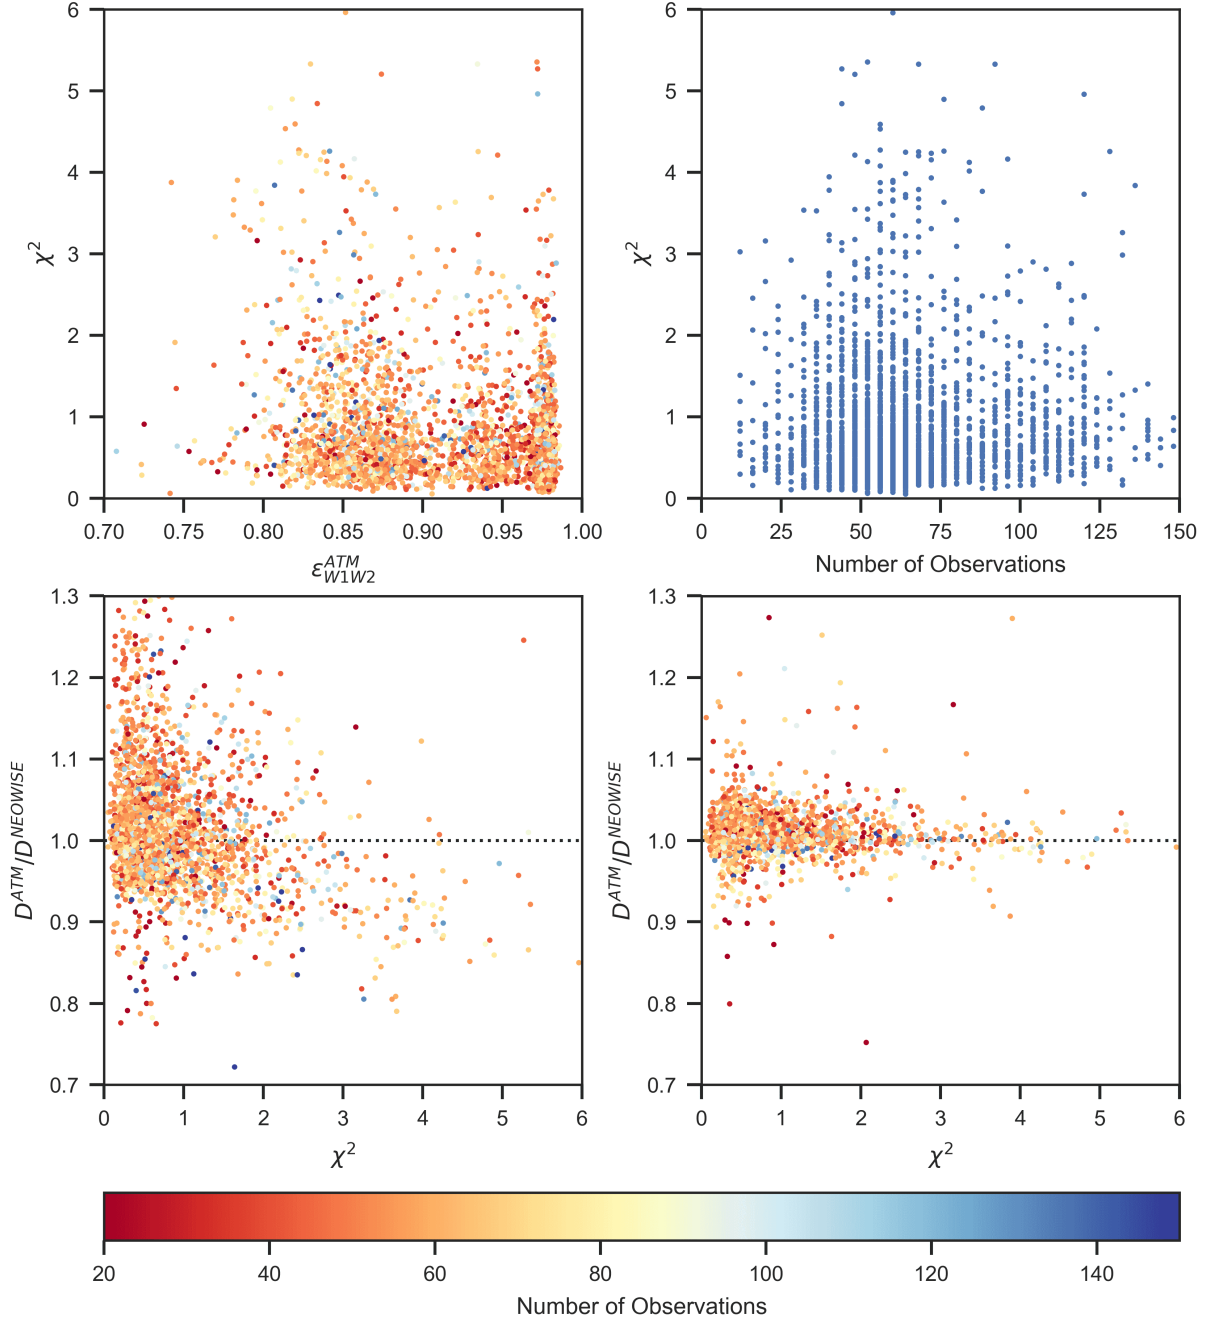 6
5
4
3
2
1
0
χ²
0.70 0.75 0.80 0.85 0.90 0.95 1.00
ε^{ATM}_{W1W2}
6
5
4
3
2
1
0
χ²
0 25 50 75 100 125 150
Number of Observations
1.3
1.2
1.1
1.0
0.9
0.8
0.7
D^{ATM}/D^{NEOWISE}
0 1 2 3 4 5 6
χ²
1.3
1.2
1.1
1.0
0.9
0.8
0.7
D^{ATM}/D^{NEOWISE}
0 1 2 3 4 5 6
χ²
20 40 60 80 100 120 140
Number of Observations